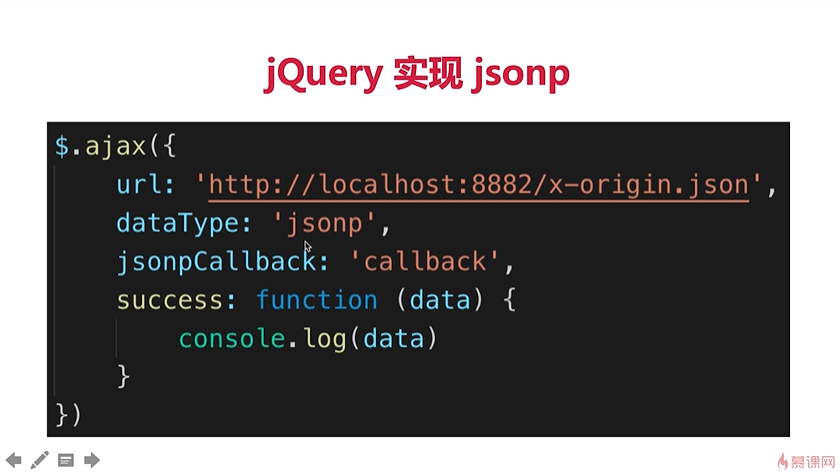 jQuery 实现 jsonp
$.ajax({
    url: 'http://localhost:8882/x-origin.json',
    dataType: 'jsonp',
    jsonpCallback: 'callback',
    success: function (data) {
        console.log(data)
    }
})
慕课网